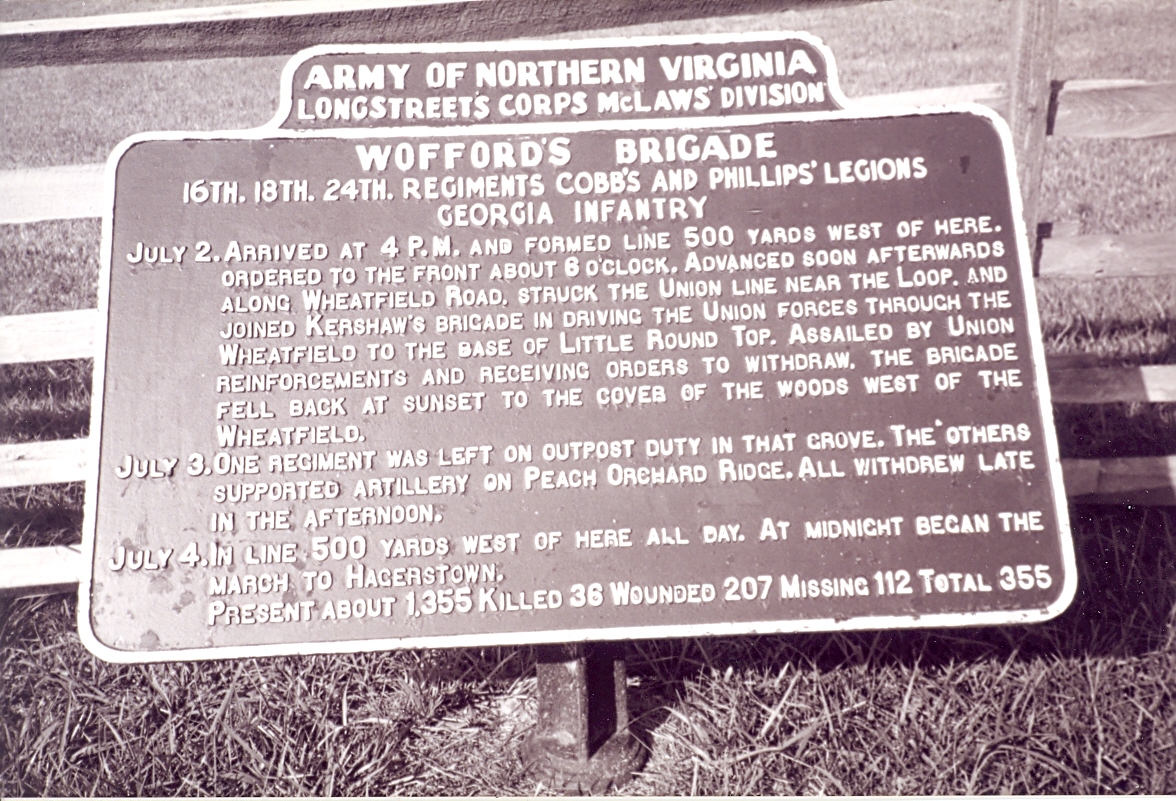 ARMY OF NORTHERN VIRGINIA
LONGSTREET'S CORPS McLAWS' DIVISION
WOFFORD'S BRIGADE
16TH. 18TH. 24TH. REGIMENTS COBB'S AND PHILLIPS' LEGIONS
GEORGIA INFANTRY
JULY 2. ARRIVED AT 4 P.M. AND FORMED LINE 500 YARDS WEST OF HERE.
ORDERED TO THE FRONT ABOUT 6 O'CLOCK. ADVANCED SOON AFTERWARDS
ALONG WHEATFIELD ROAD. STRUCK THE UNION LINE NEAR THE LOOP. AND
JOINED KERSHAW'S BRIGADE IN DRIVING THE UNION FORCES THROUGH THE
WHEATFIELD TO THE BASE OF LITTLE ROUND TOP. ASSAILED BY UNION
REINFORCEMENTS AND RECEIVING ORDERS TO WITHDRAW, THE BRIGADE
FELL BACK AT SUNSET TO THE COVER OF THE WOODS WEST OF THE
WHEATFIELD.
JULY 3. ONE REGIMENT WAS LEFT ON OUTPOST DUTY IN THAT GROVE. THE OTHERS
SUPPORTED ARTILLERY ON PEACH ORCHARD RIDGE. ALL WITHDREW LATE
IN THE AFTERNOON.
JULY 4. IN LINE 500 YARDS WEST OF HERE ALL DAY. AT MIDNIGHT BEGAN THE
MARCH TO HAGERSTOWN.
PRESENT ABOUT 1,355 KILLED 36 WOUNDED 207 MISSING 112 TOTAL 355